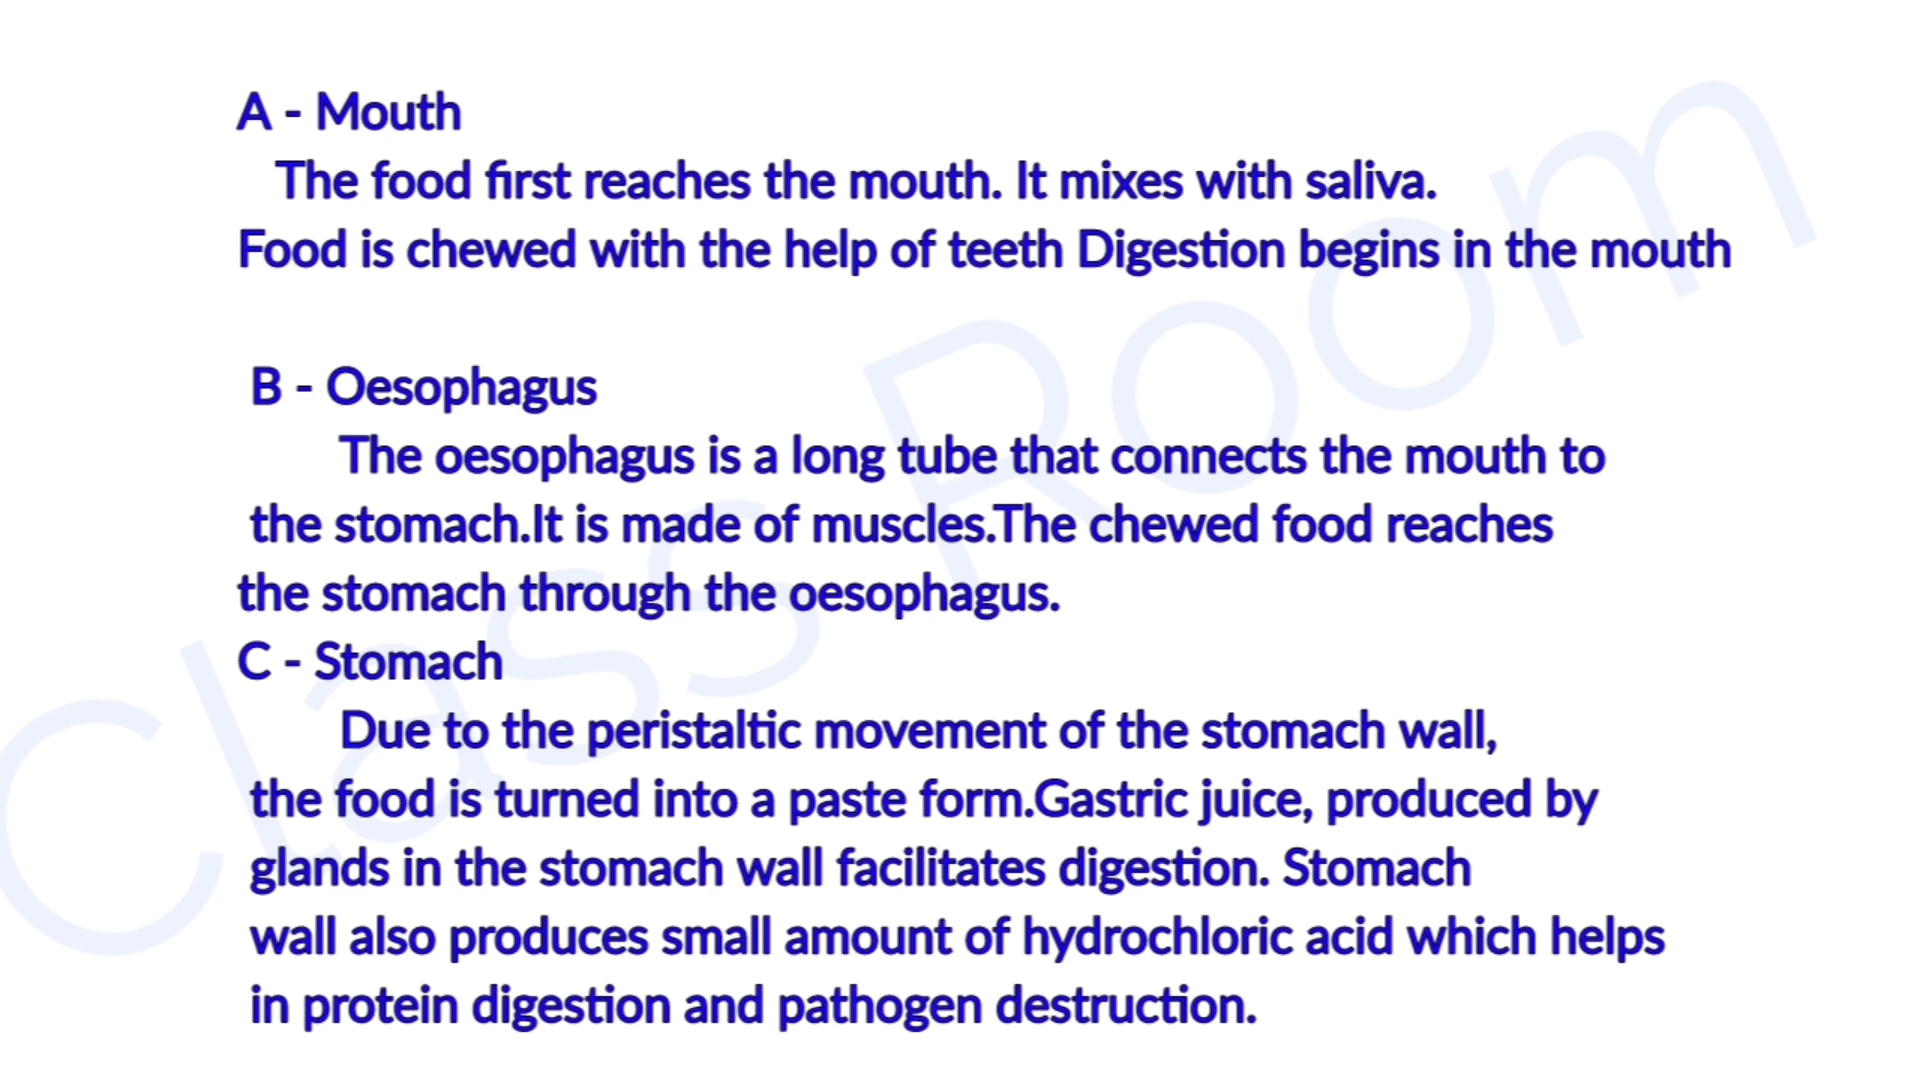 A - Mouth
The food first reaches the mouth. It mixes with saliva.
Food is chewed with the help of teeth Digestion begins in the mouth
B - Oesophagus
The oesophagus is a long tube that connects the mouth to
the stomach.It is made of muscles.The chewed food reaches
the stomach through the oesophagus.
C - Stomach
Due to the peristaltic movement of the stomach wall,
the food is turned into a paste form.Gastric juice, produced by
glands in the stomach wall facilitates digestion. Stomach
wall also produces small amount of hydrochloric acid which helps
in protein digestion and pathogen destruction.
Class Room